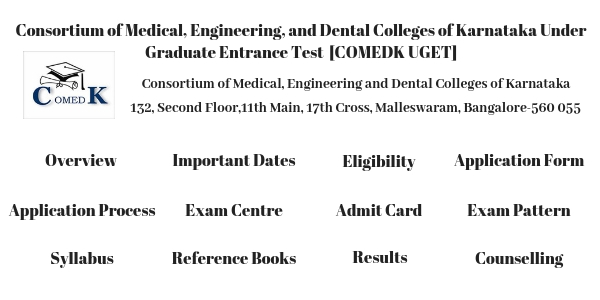 Consortium of Medical, Engineering, and Dental Colleges of Karnataka Under
Graduate Entrance Test [COMEDK UGET]
COMEDK
Consortium of Medical, Engineering and Dental Colleges of Karnataka
132, Second Floor,11th Main, 17th Cross, Malleswaram, Bangalore-560 055
Overview Important Dates Eligibility Application Form
Application Process Exam Centre Admit Card Exam Pattern
Syllabus Reference Books Results Counselling